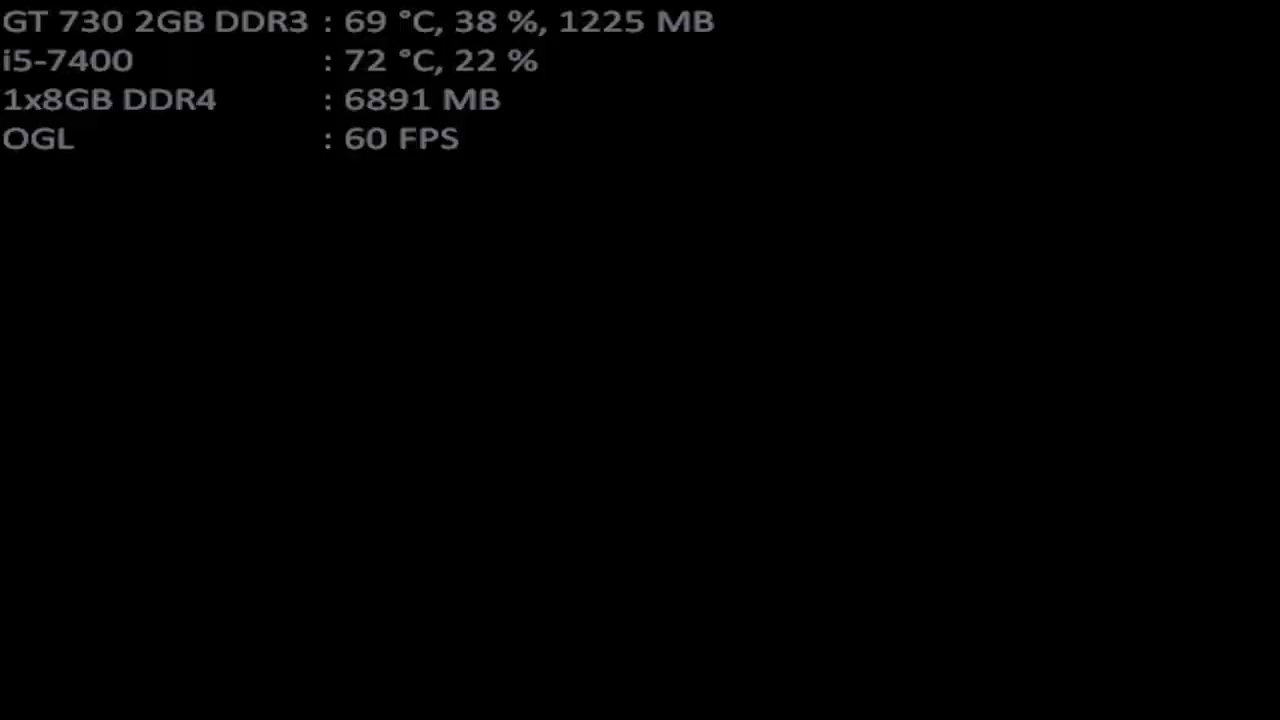 GT 730 2GB DDR3 : 69 °C, 38 %, 1225 MB
i5-7400 : 72 °C, 22 %
1x8GB DDR4 : 6891 MB
OGL : 60 FPS